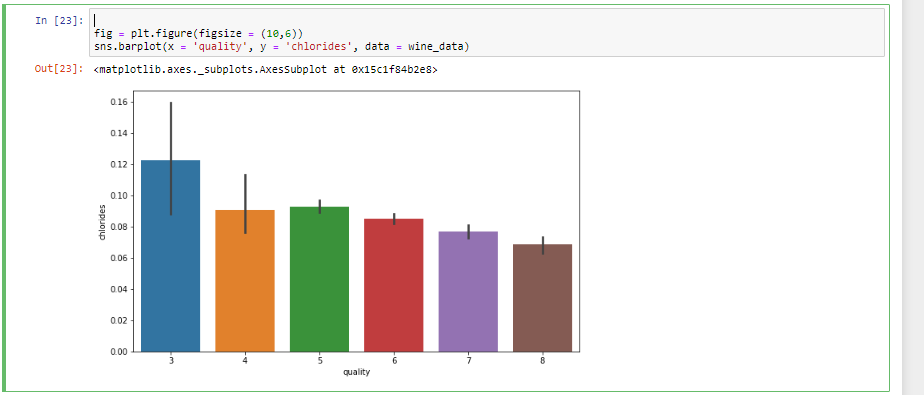 In [23]:
fig = plt.figure(figsize = (10,6))
sns.barplot(x = 'quality', y = 'chlorides', data = wine_data)
Out[23]: <matplotlib.axes._subplots.AxesSubplot at 0x15c1f84b2e8>
0.16
0.14
0.12
0.10
0.08
0.06
0.04
0.02
0.00
chlorides
3 4 5 6 7 8
quality